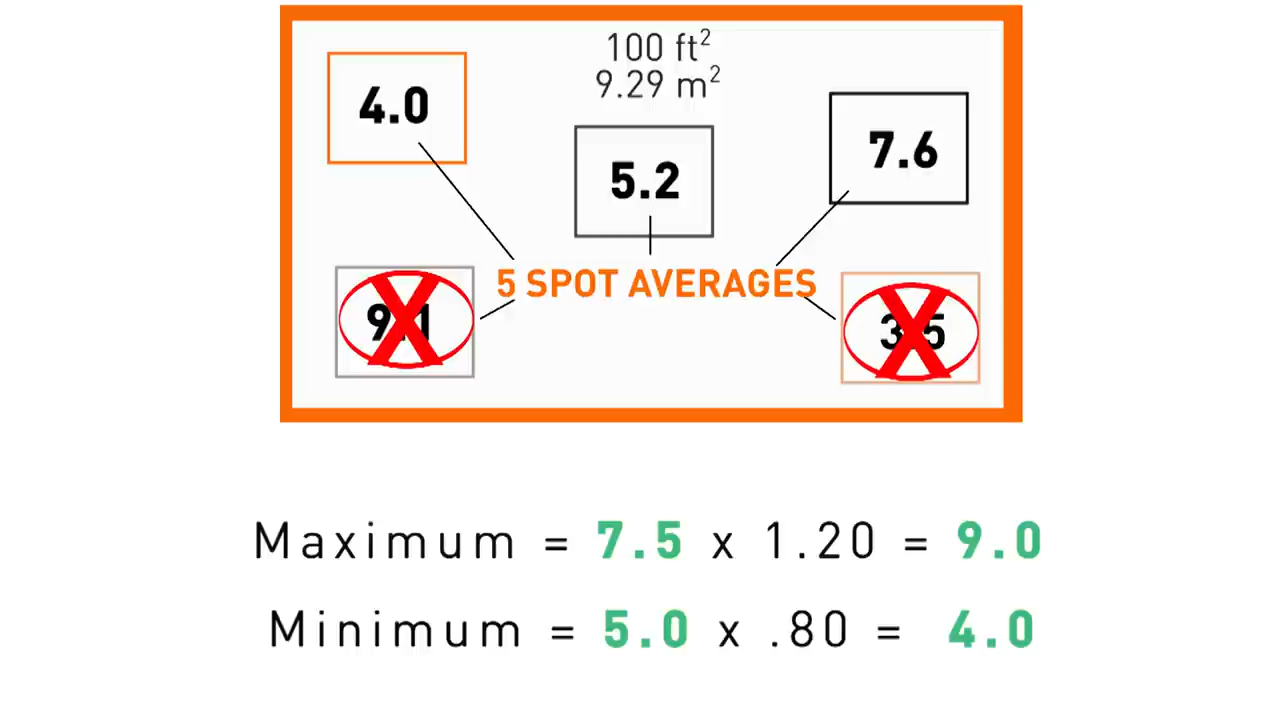 100 ft²
9.29 m²
4.0
5.2
7.6
5 SPOT AVERAGES
Maximum = 7.5 x 1.20 = 9.0
Minimum = 5.0 x .80 = 4.0